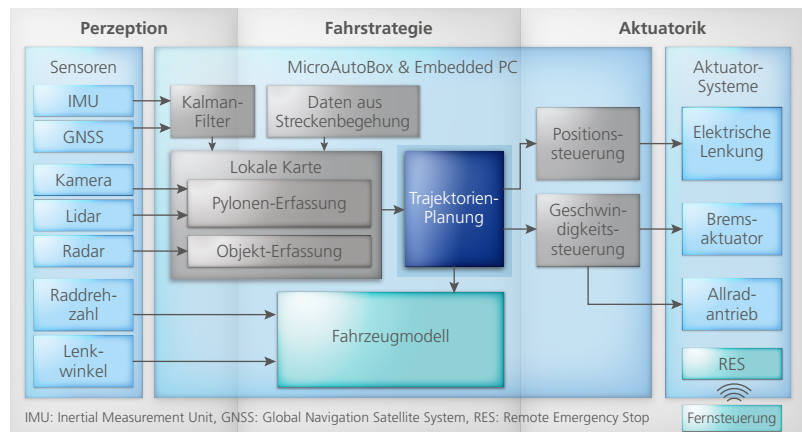 Perzeption
Fahrstrategie
Aktuatorik
Sensoren
IMU
GNSS
Kamera
Lidar
Radar
Raddreh-
zahl
Lenk-
winkel
MicroAutoBox & Embedded PC
Kalman-
Filter
Daten aus
Streckenbegehung
Lokale Karte
Pylonen-Erfassung
Objekt-Erfassung
Trajektorien-
Planung
Fahrzeugmodell
Positions-
steuerung
Geschwin-
digkeits-
steuerung
Aktuator-
Systeme
Elektrische
Lenkung
Brems-
aktuator
Allrad-
antrieb
RES
Fernsteuerung
IMU: Inertial Measurement Unit, GNSS: Global Navigation Satellite System, RES: Remote Emergency Stop